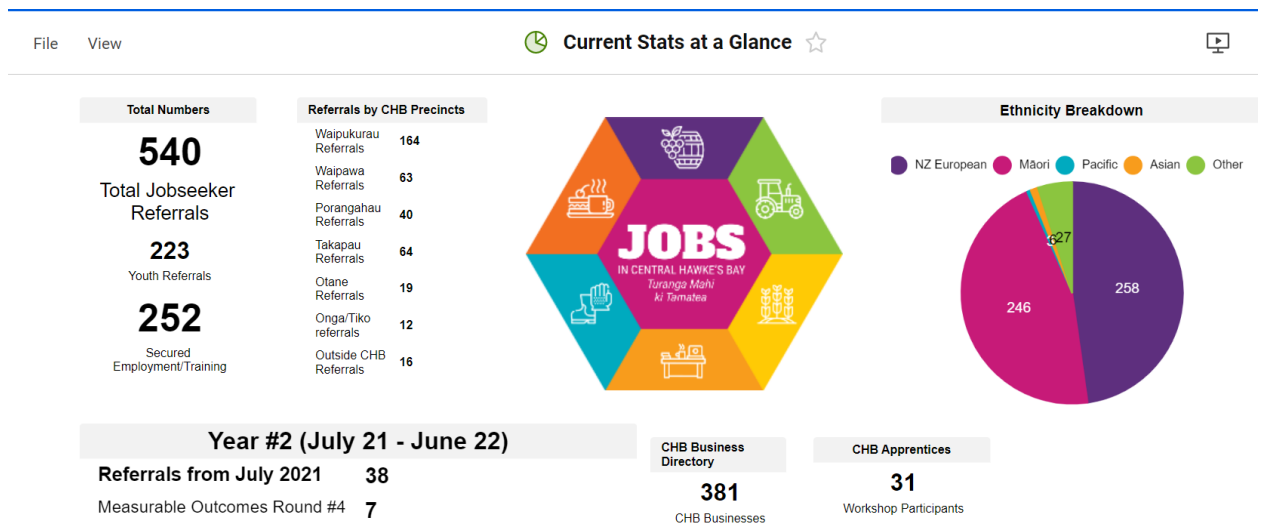 File View Current Stats at a Glance
Total Numbers
540
Total Jobseeker
Referrals
223
Youth Referrals
252
Secured
Employment/Training
Referrals by CHB Precincts
Waipukurau
Referrals 164
Waipawa
Referrals 63
Porangahau
Referrals 40
Takapau
Referrals 64
Otane
Referrals 19
Onga/Tiko
referrals 12
Outside CHB
Referrals 16
JOBS
IN CENTRAL HAWKE'S BAY
Turanga Mahi
ki Tamatea
Ethnicity Breakdown
NZ European Māori Pacific Asian Other
27
258
246
Year #2 (July 21 - June 22)
Referrals from July 2021 38
Measurable Outcomes Round #4 7
CHB Business
Directory
381
CHB Businesses
CHB Apprentices
31
Workshop Participants